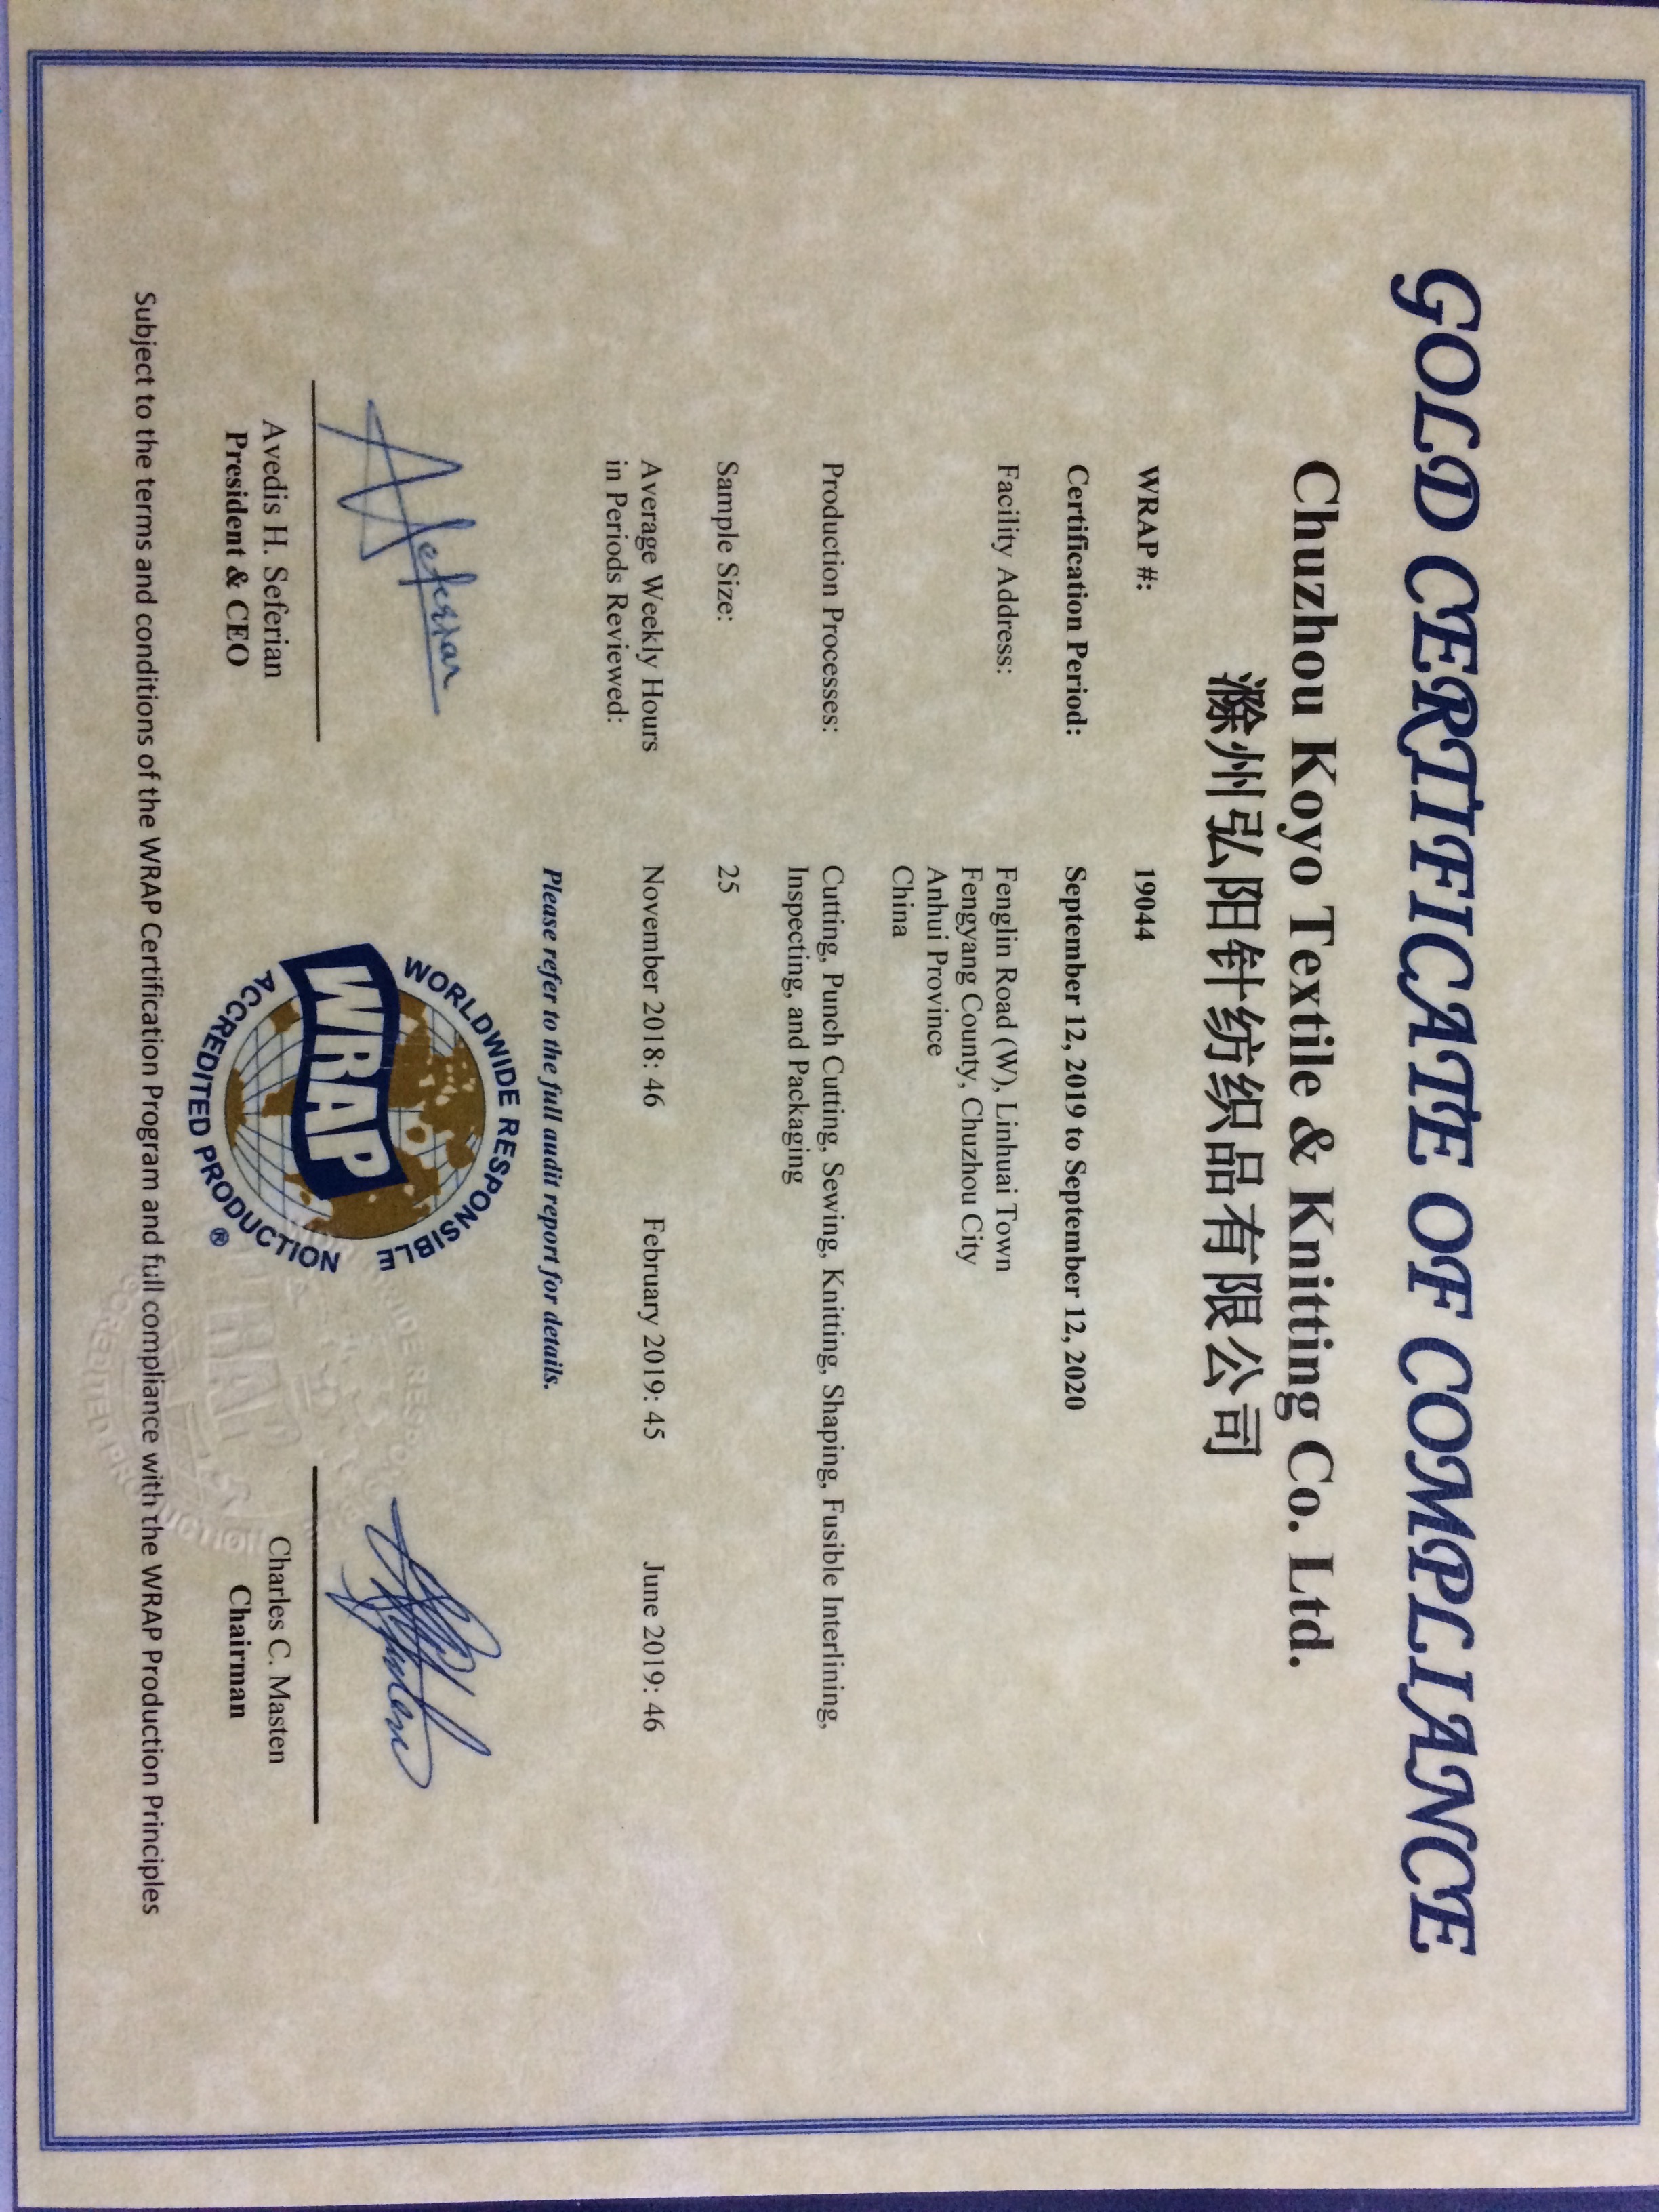 GOLD CERTIFICATE OF COMPLIANCE
Chuzhou Koyo Textile & Knitting Co. Ltd.
滁州弘阳针纺织品有限公司
WRAP #: 19044
Certification Period: September 12, 2019 to September 12, 2020
Facility Address: Fenglin Road (W), Linhuai Town
Fengyang County, Chuzhou City
Anhui Province
China
Production Processes: Cutting, Punch Cutting, Sewing, Knitting, Shaping, Fusible Interlining,
Inspecting, and Packaging
Sample Size: 25
Average Weekly Hours
in Periods Reviewed: November 2018: 46 February 2019: 45 June 2019: 46
Please refer to the full audit report for details.
WORLDWIDE RESPONSIBLE
WRAP
ACCREDITED PRODUCTION ®
Avedis H. Seferian
President & CEO
Charles C. Masten
Chairman
Subject to the terms and conditions of the WRAP Certification Program and full compliance with the WRAP Production Principles